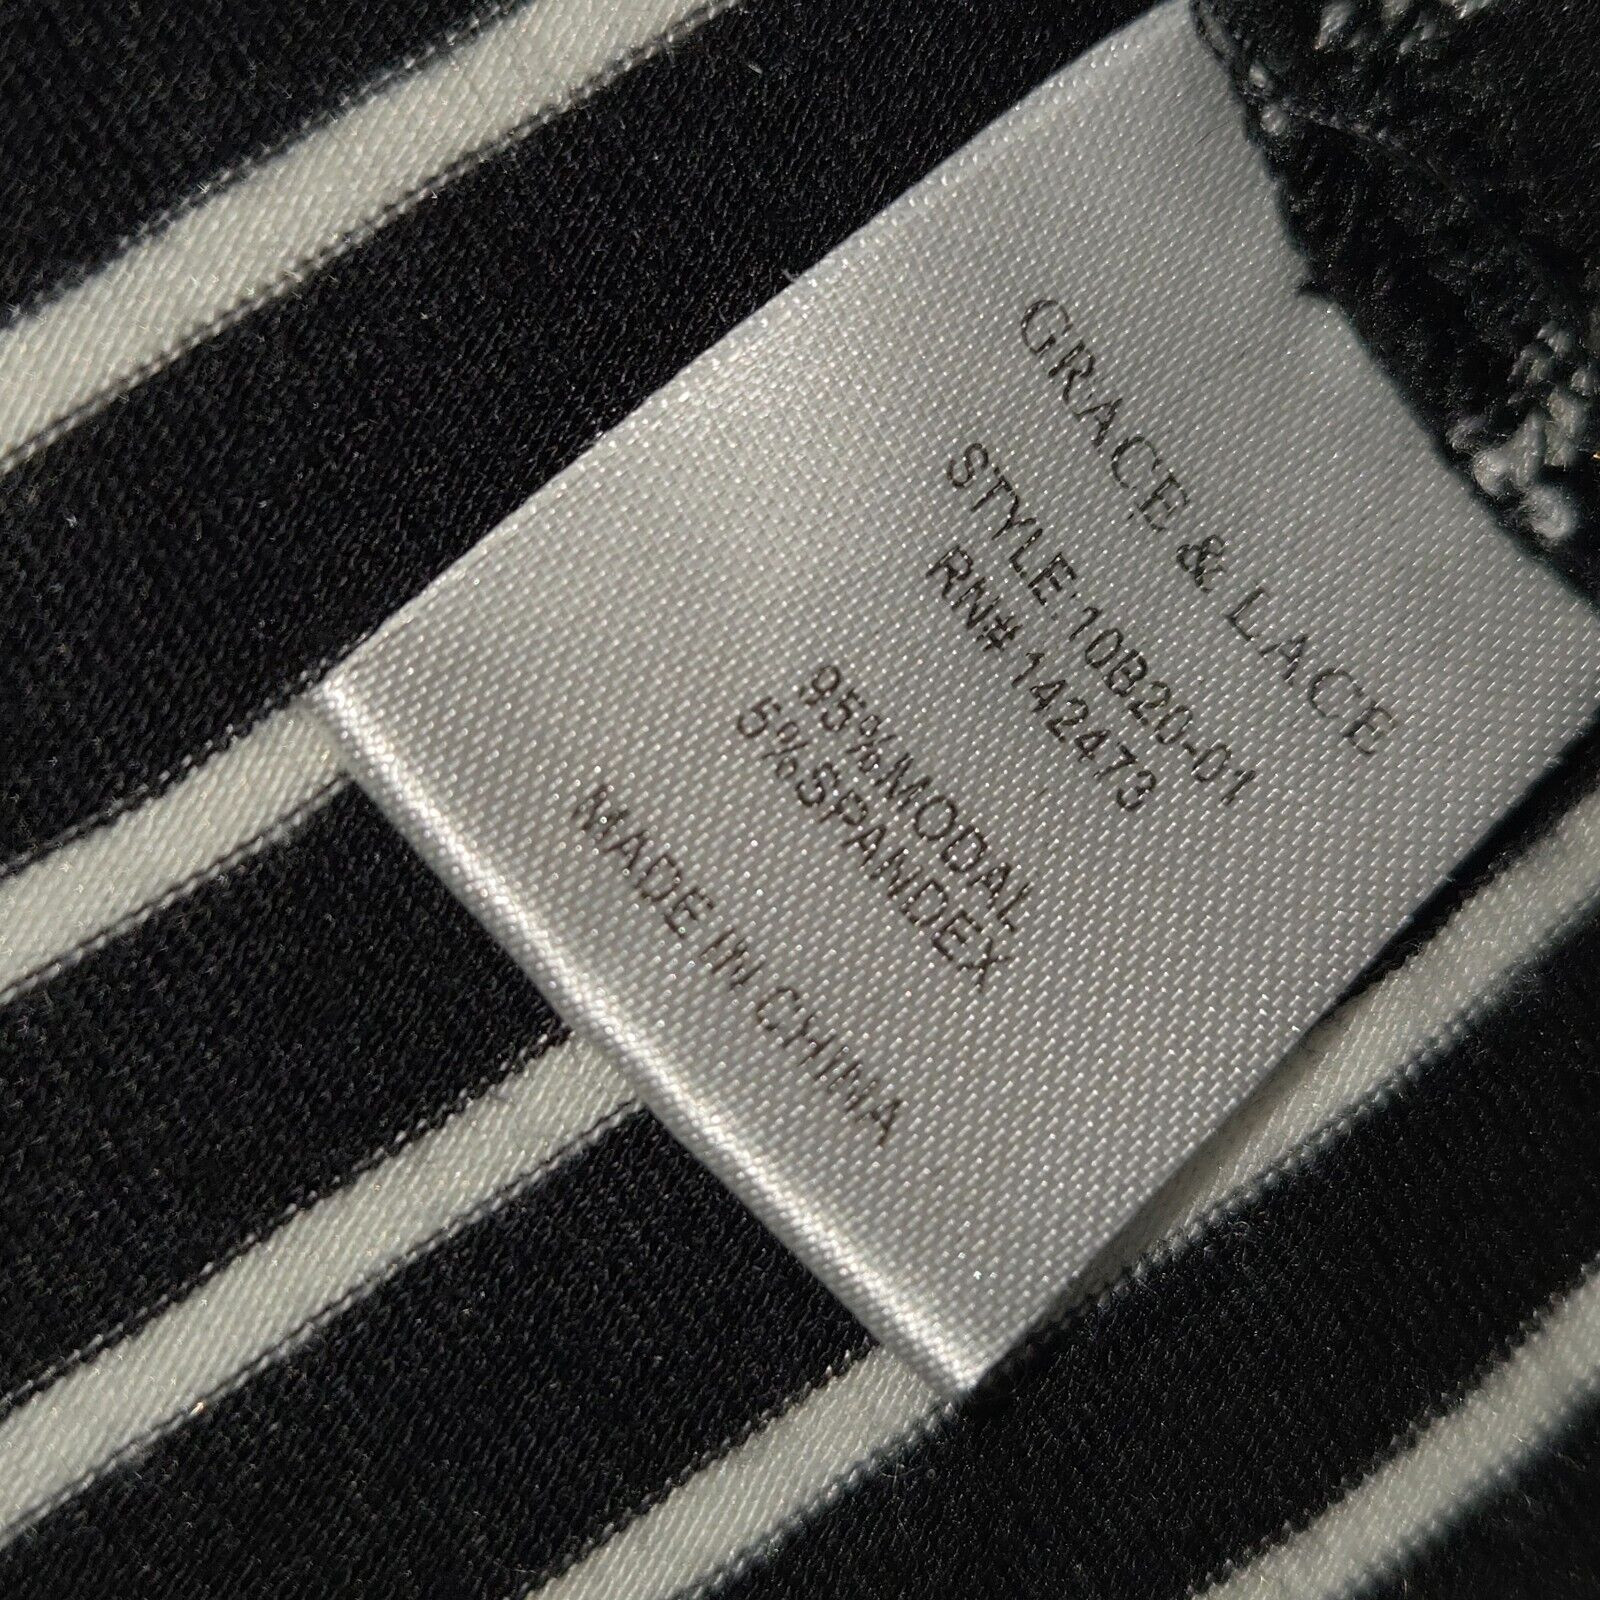 GRACE & LACE
STYLE:10B20-01
RN# 142473
95%MODAL
5%SPANDEX
MADE IN CHINA